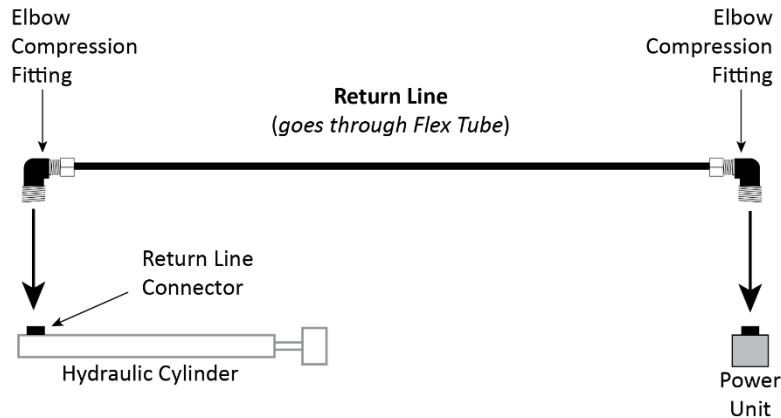 Elbow
Compression
Fitting
Elbow
Compression
Fitting
Return Line
(goes through Flex Tube)
Return Line
Connector
Hydraulic Cylinder
Power
Unit